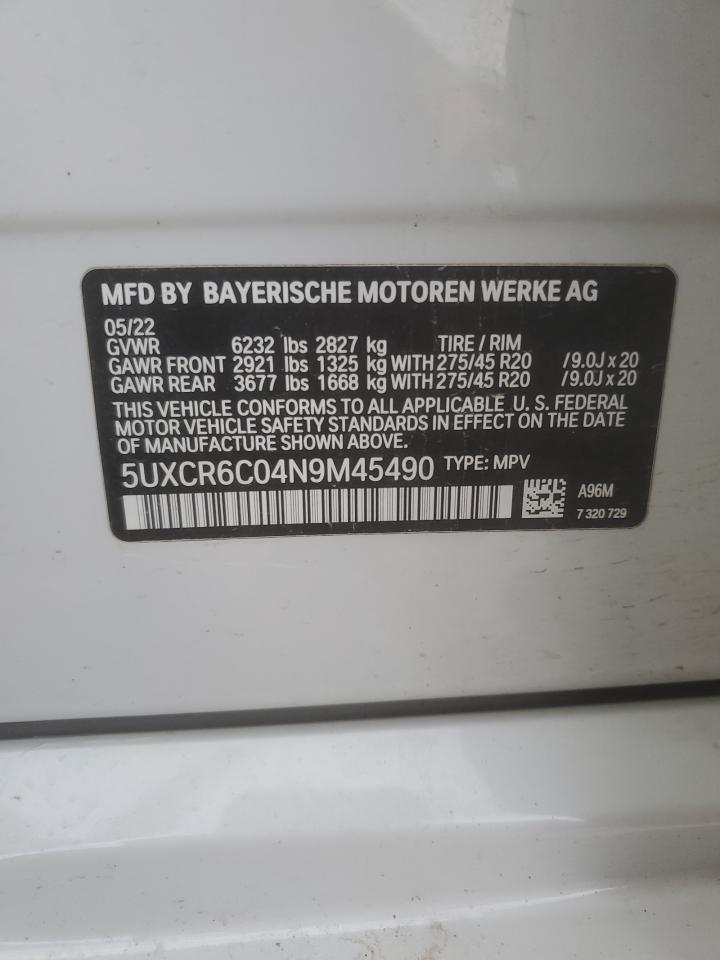 MFD BY BAYERISCHE MOTOREN WERKE AG
05/22
GVWR 6232 lbs 2827 kg TIRE / RIM
GAWR FRONT 2921 lbs 1325 kg WITH 275/45 R20 /9.0J x 20
GAWR REAR 3677 lbs 1668 kg WITH 275/45 R20 /9.0J x 20
THIS VEHICLE CONFORMS TO ALL APPLICABLE U. S. FEDERAL
MOTOR VEHICLE SAFETY STANDARDS IN EFFECT ON THE DATE
OF MANUFACTURE SHOWN ABOVE.
5UXCR6C04N9M45490 TYPE: MPV
A96M
7 320 729